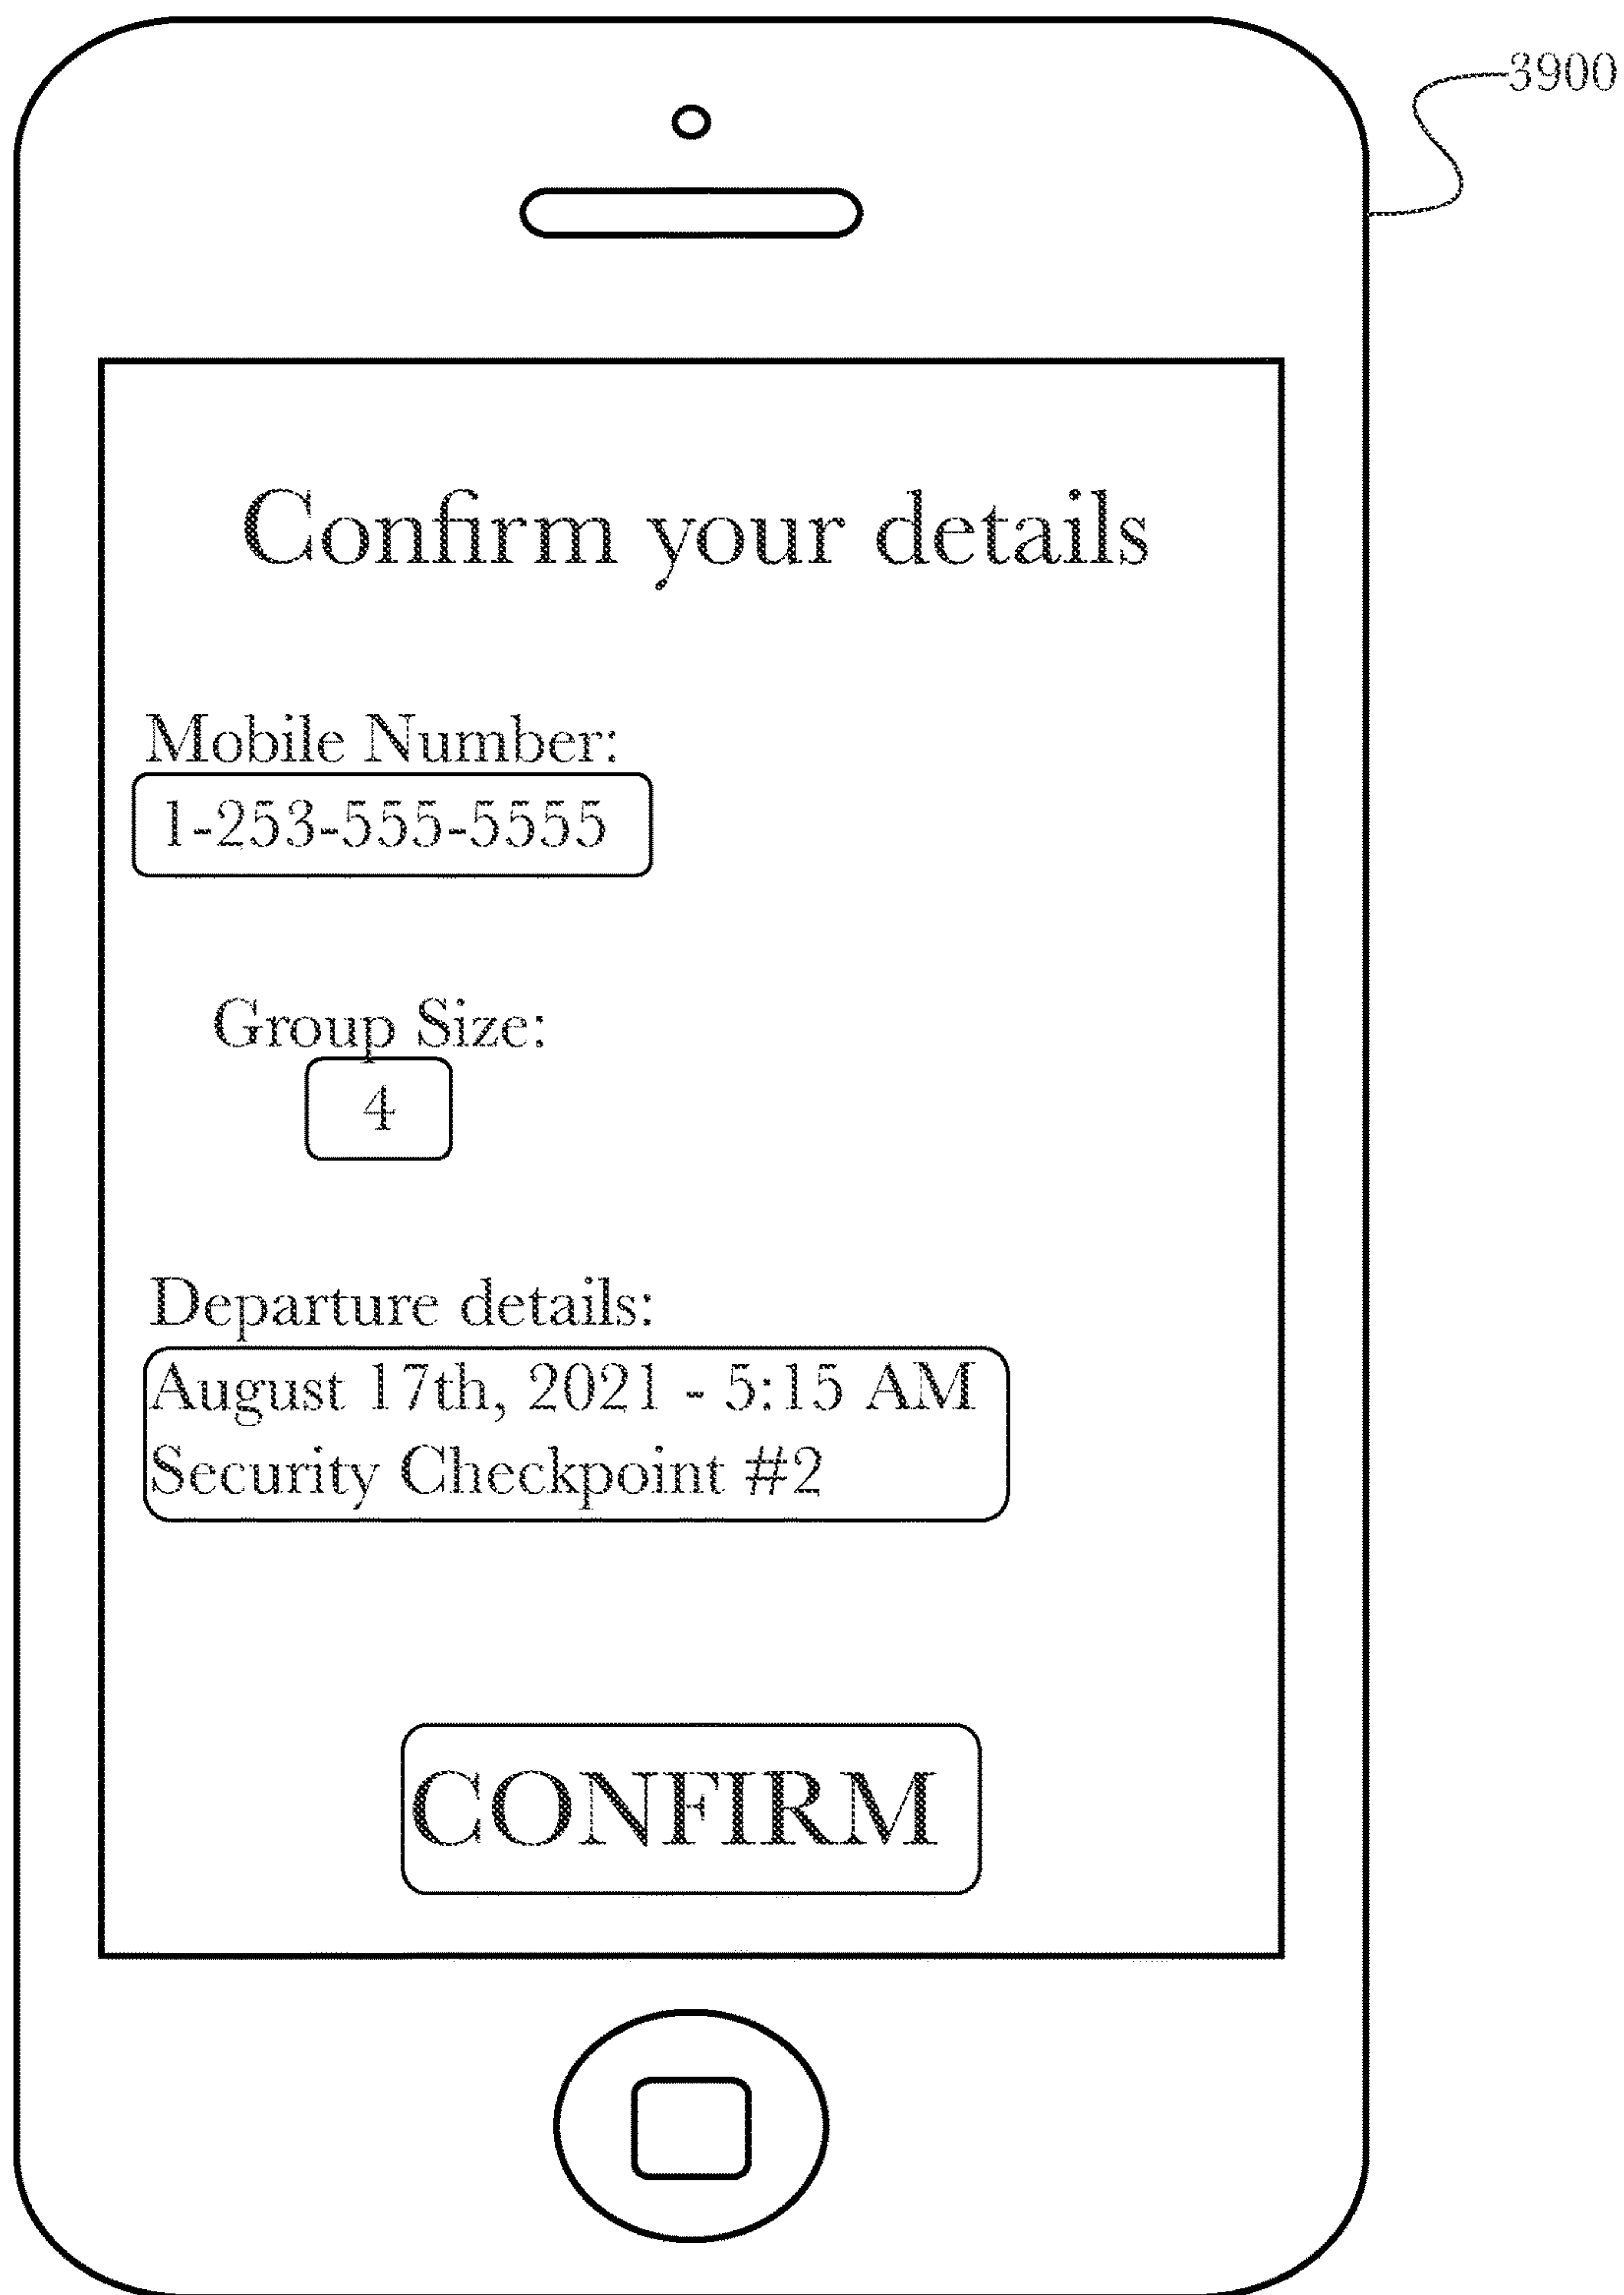 3900
Confirm your details
Mobile Number:
1-253-555-5555
Group Size:
4
Departure details:
August 17th, 2021 - 5:15 AM
Security Checkpoint #2
CONFIRM